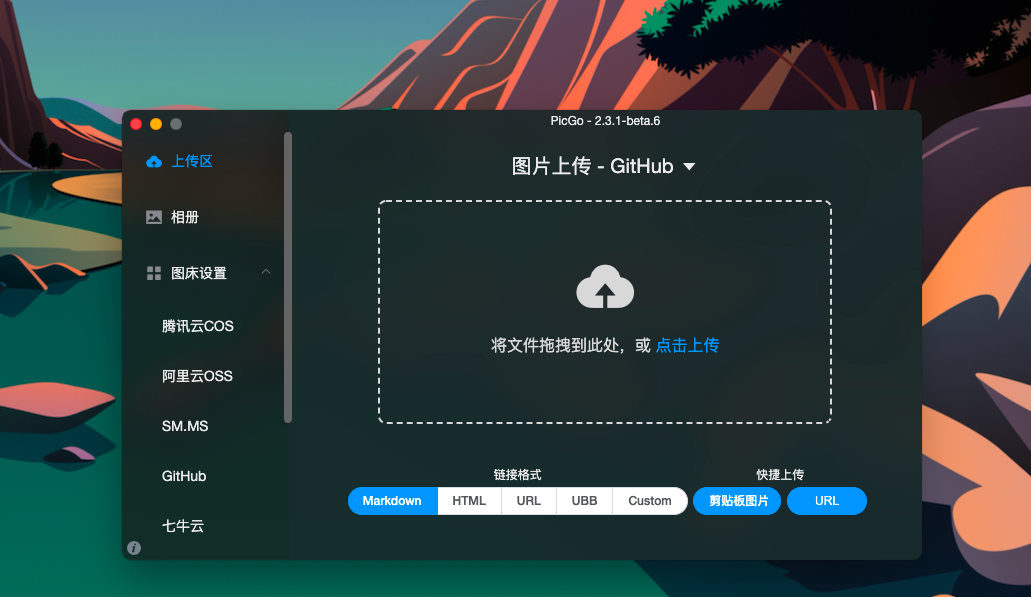 PicGo - 2.3.1-beta.6
上传区
相册
图床设置
腾讯云COS
阿里云OSS
SM.MS
GitHub
七牛云
图片上传 - GitHub
将文件拖拽到此处，或 点击上传
链接格式
Markdown HTML URL UBB Custom
快捷上传
剪贴板图片 URL